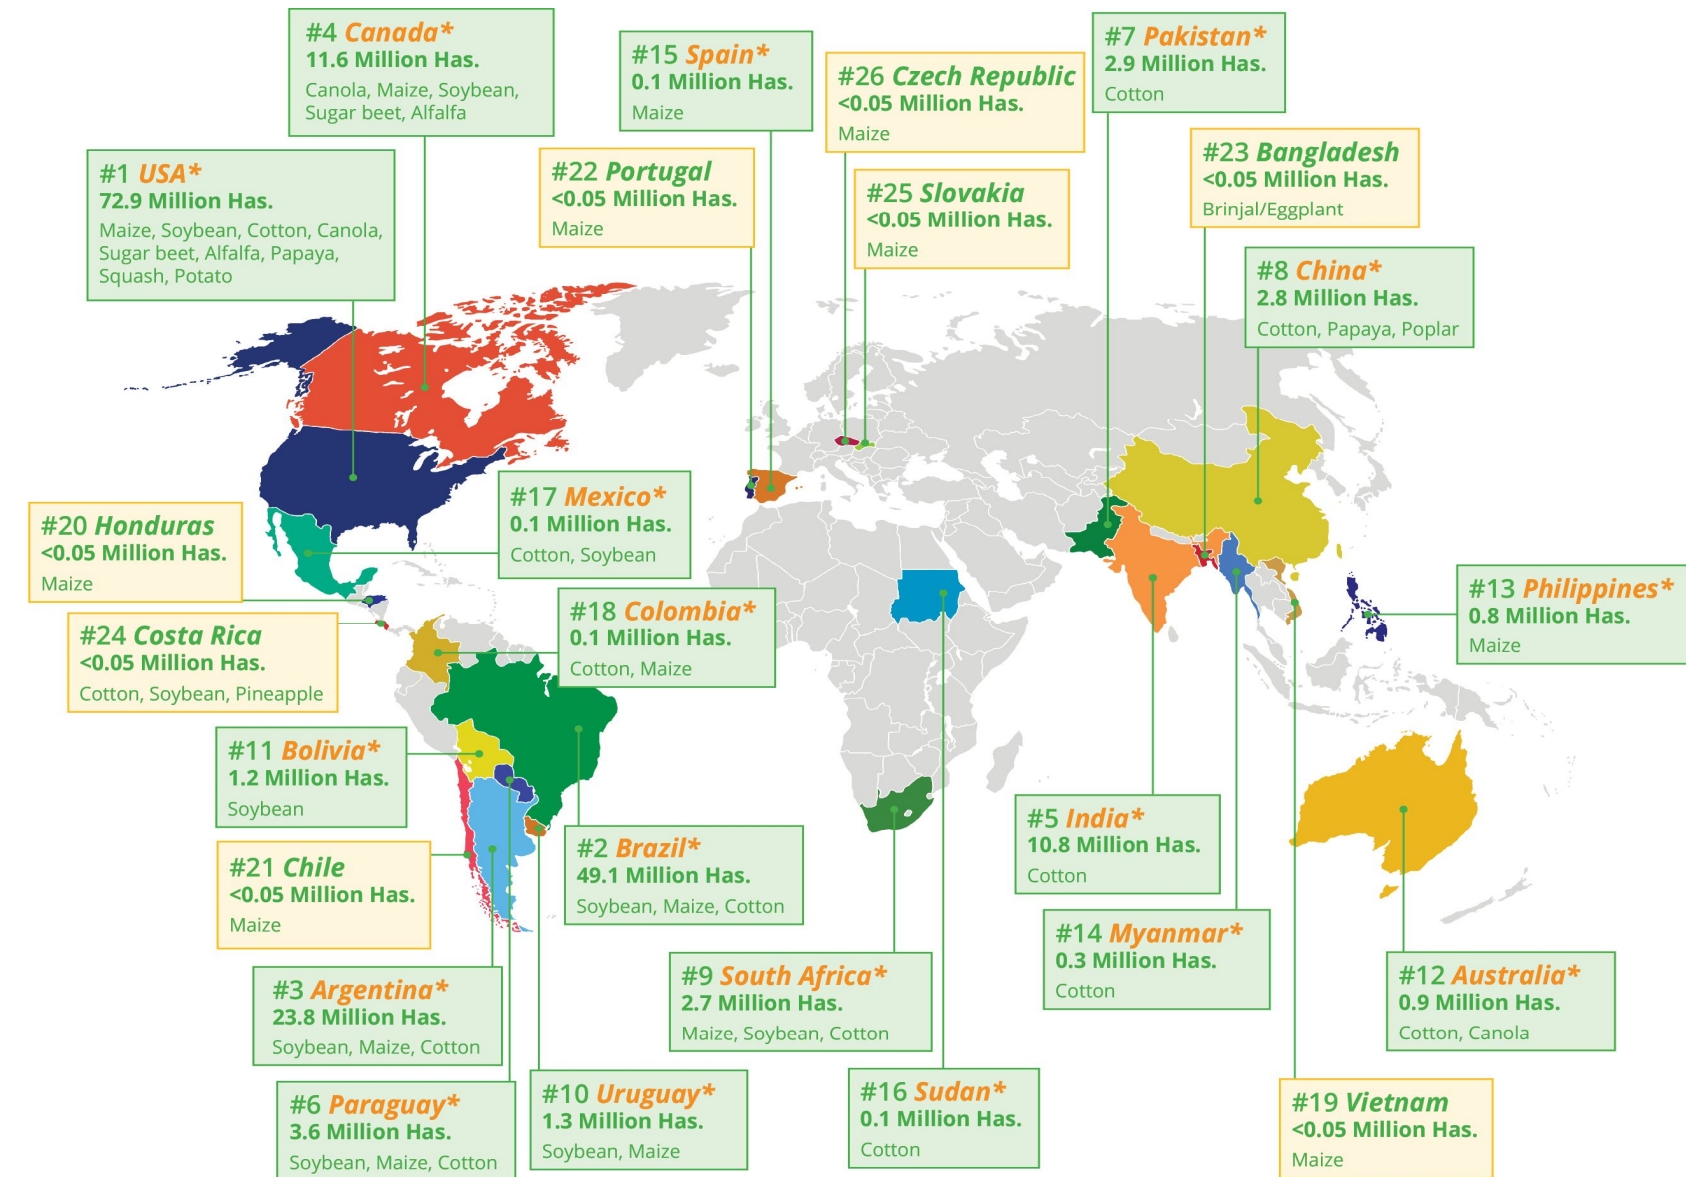 #4 Canada*
11.6 Million Has.
Canola, Maize, Soybean,
Sugar beet, Alfalfa
#15 Spain*
0.1 Million Has.
Maize
#26 Czech Republic
<0.05 Million Has.
Maize
#7 Pakistan*
2.9 Million Has.
Cotton
#1 USA*
72.9 Million Has.
Maize, Soybean, Cotton, Canola,
Sugar beet, Alfalfa, Papaya,
Squash, Potato
#22 Portugal
<0.05 Million Has.
Maize
#25 Slovakia
<0.05 Million Has.
Maize
#23 Bangladesh
<0.05 Million Has.
Brinjal/Eggplant
#8 China*
2.8 Million Has.
Cotton, Papaya, Poplar
#20 Honduras
<0.05 Million Has.
Maize
#17 Mexico*
0.1 Million Has.
Cotton, Soybean
#24 Costa Rica
<0.05 Million Has.
Cotton, Soybean, Pineapple
#18 Colombia*
0.1 Million Has.
Cotton, Maize
#13 Philippines*
0.8 Million Has.
Maize
#11 Bolivia*
1.2 Million Has.
Soybean
#21 Chile
<0.05 Million Has.
Maize
#2 Brazil*
49.1 Million Has.
Soybean, Maize, Cotton
#5 India*
10.8 Million Has.
Cotton
#3 Argentina*
23.8 Million Has.
Soybean, Maize, Cotton
#9 South Africa*
2.7 Million Has.
Maize, Soybean, Cotton
#14 Myanmar*
0.3 Million Has.
Cotton
#12 Australia*
0.9 Million Has.
Cotton, Canola
#6 Paraguay*
3.6 Million Has.
Soybean, Maize, Cotton
#10 Uruguay*
1.3 Million Has.
Soybean, Maize
#16 Sudan*
0.1 Million Has.
Cotton
#19 Vietnam
<0.05 Million Has.
Maize